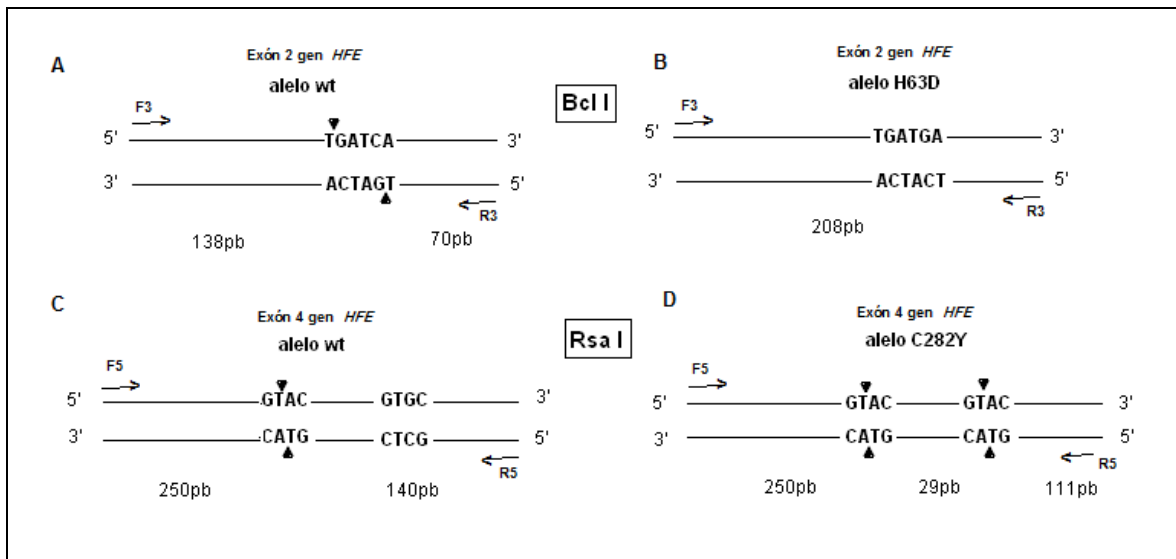 A
Exón 2 gen HFE
alelo wt
F3
5' TGATCA 3'
3' ACTAGT 5'
R3
138pb 70pb
Bcl I
B
Exón 2 gen HFE
alelo H63D
F3
5' TGATGA 3'
3' ACTACT 5'
R3
208pb
C
Exón 4 gen HFE
alelo wt
F5
5' GTAC GTGC 3'
3' CATG CTCG 5'
R5
250pb 140pb
Rsa I
D
Exón 4 gen HFE
alelo C282Y
F5
5' GTAC GTAC 3'
3' CATG CATG 5'
R5
250pb 29pb 111pb